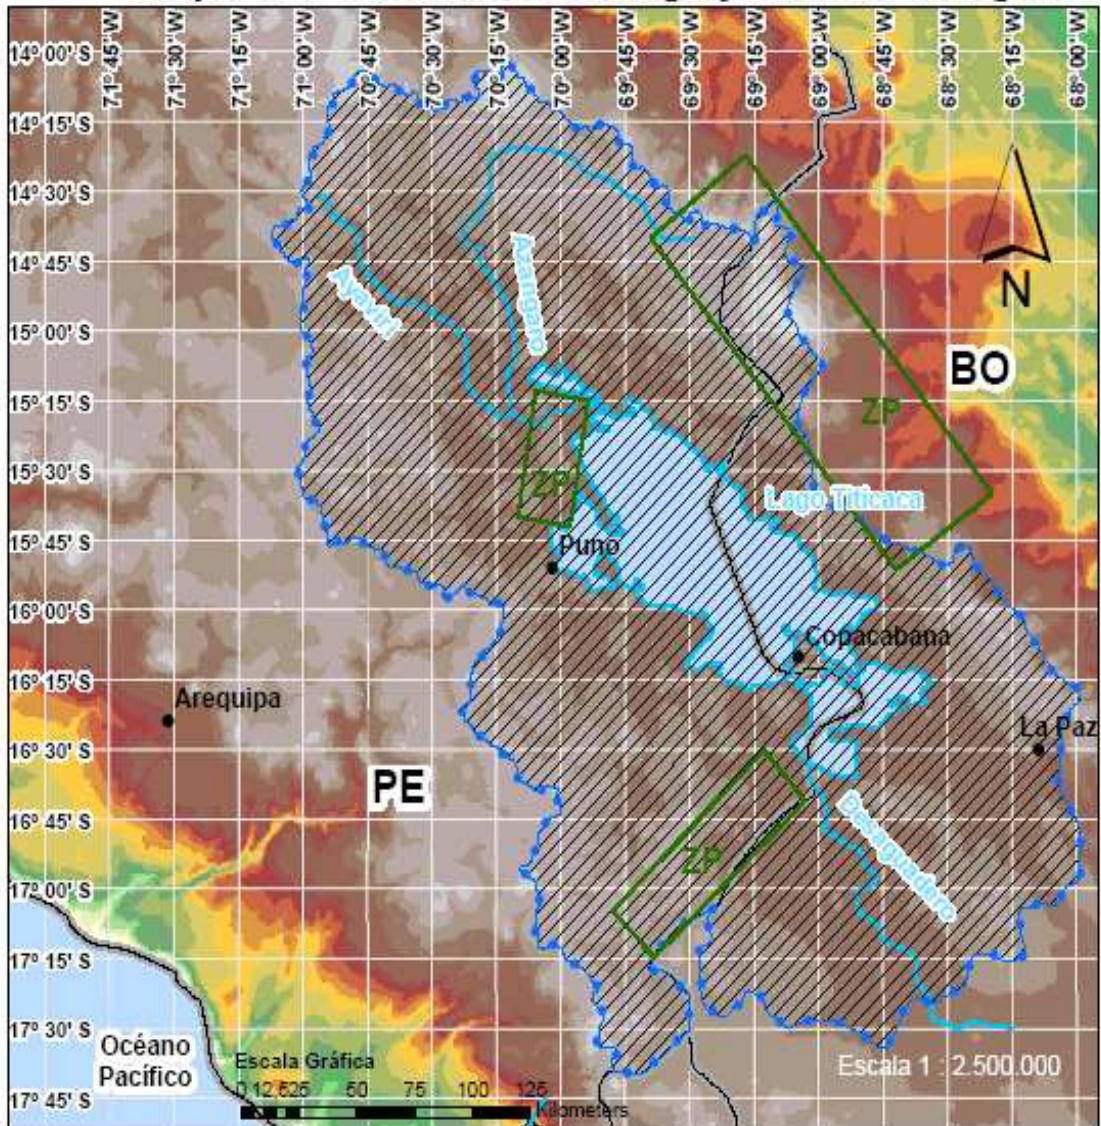 71º 45' W
71º 30' W
71º 15' W
71º 00' W
70º 45' W
70º 30' W
70º 15' W
70º 00' W
69º 45' W
69º 30' W
69º 15' W
69º 00' W
68º 45' W
68º 30' W
68º 15' W
68º 00' W
14º 00' S
14º 15' S
14º 30' S
14º 45' S
15º 00' S
15º 15' S
15º 30' S
15º 45' S
16º 00' S
16º 15' S
16º 30' S
16º 45' S
17º 00' S
17º 15' S
17º 30' S
17º 45' S
N
Azangaro
Ayaviri
BO
ZP
ZP
Lago Titicaca
Puno
Copacabana
Arequipa
La Paz
PE
Desaguadero
ZP
Océano
Pacífico
Escala Gráfica
Escala 1 : 2.500.000
0 12,525 50 75 100 125
Kilometers